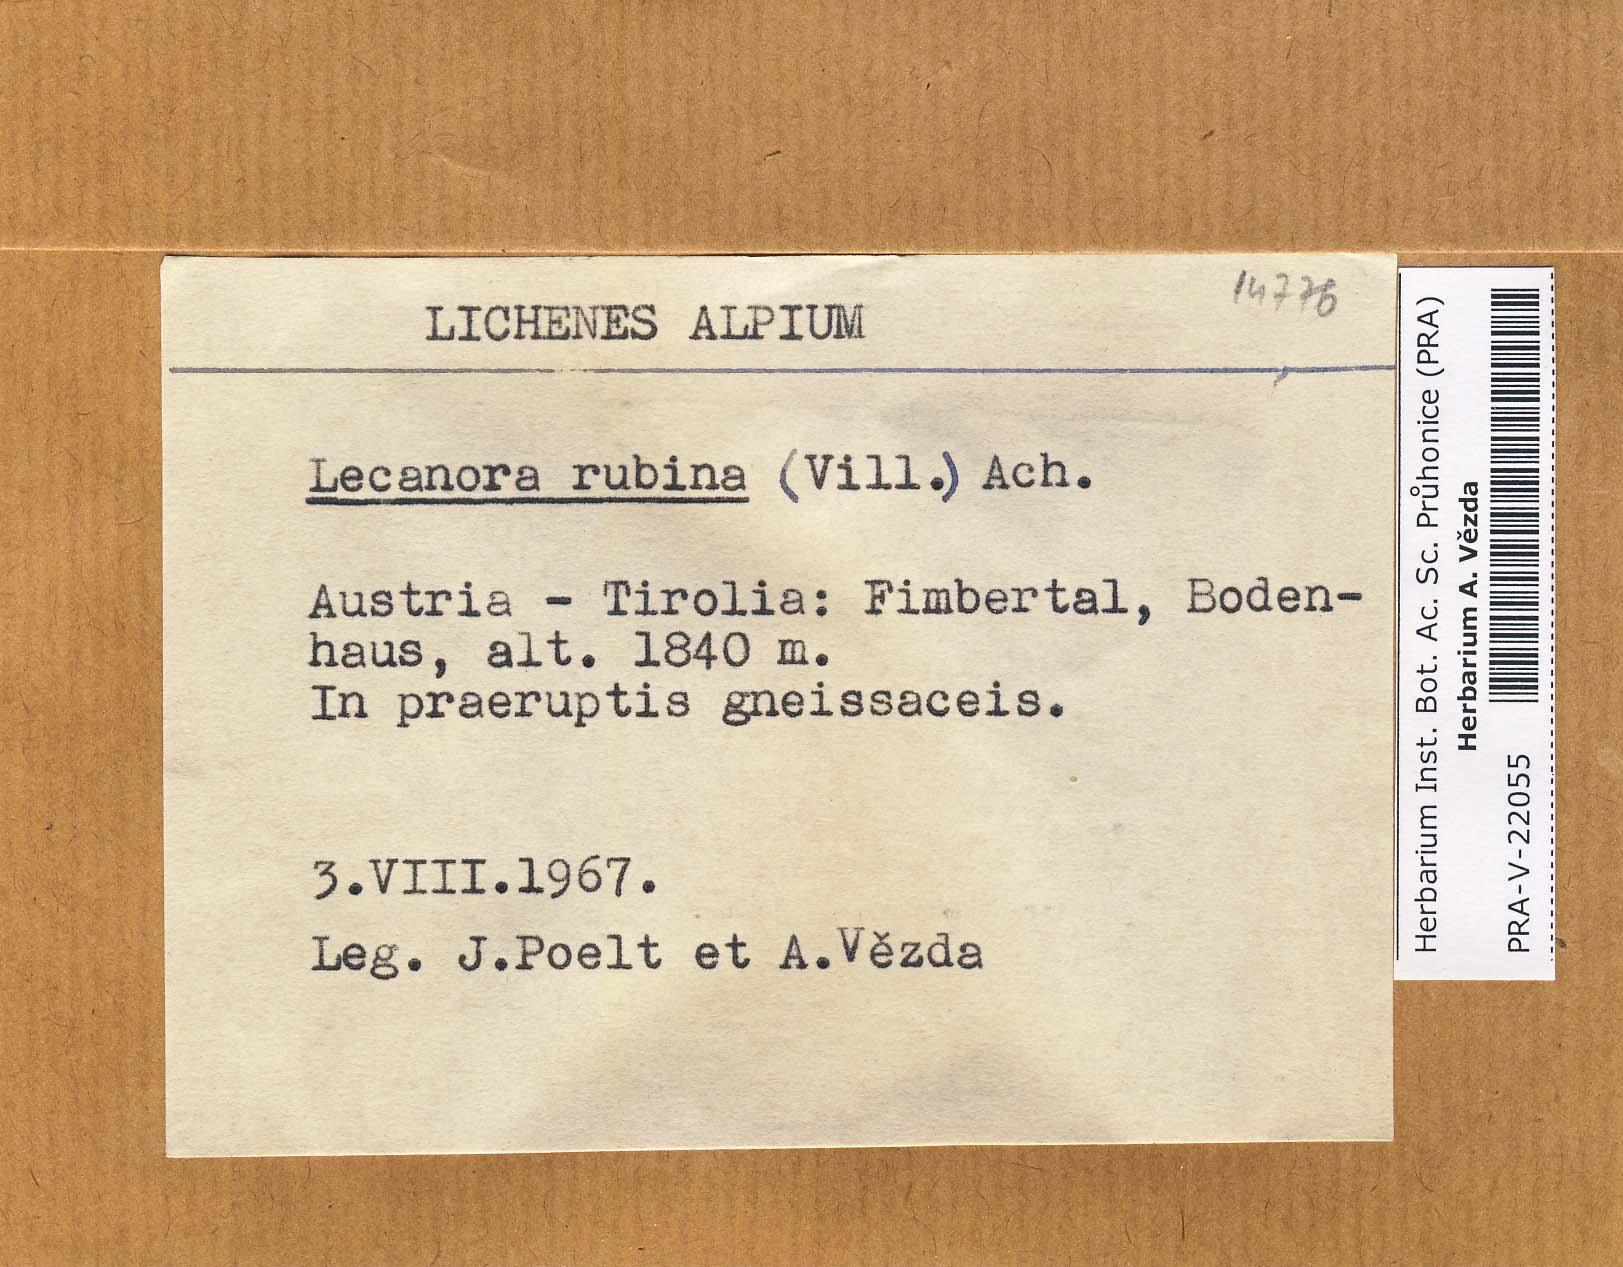 14776
LICHENES ALPIUM
Lecanora rubina (Vill.) Ach.
Austria - Tirolia: Fimbertal, Boden-
haus, alt. 1840 m.
In praeruptis gneissaceis.
3.VIII.1967.
Leg. J.Poelt et A.Vězda
Herbarium Inst. Bot. Ac. Sc. Průhonice (PRA)
Herbarium A. Vězda
PRA-V-22055